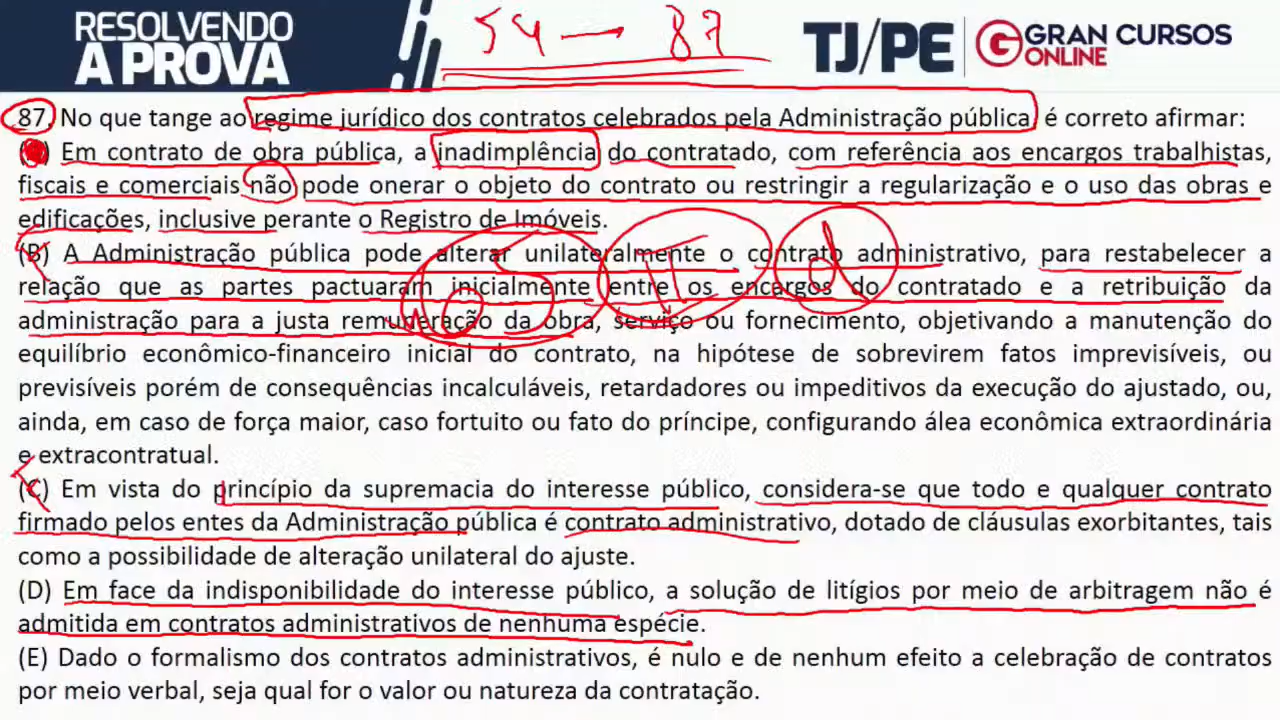 RESOLVENDO
A PROVA
54 — 87
TJ/PE
GRAN CURSOS
ONLINE
87. No que tange ao regime jurídico dos contratos celebrados pela Administração pública, é correto afirmar:
Em contrato de obra pública, a inadimplência do contratado, com referência aos encargos trabalhistas,
fiscais e comerciais não pode onerar o objeto do contrato ou restringir a regularização e o uso das obras e
edificações, inclusive perante o Registro de Imóveis.
(B) A Administração pública pode alterar unilateralmente o contrato administrativo, para restabelecer a
relação que as partes pactuaram inicialmente entre os encargos do contratado e a retribuição da
administração para a justa remuneração da obra, serviço ou fornecimento, objetivando a manutenção do
equilíbrio econômico-financeiro inicial do contrato, na hipótese de sobrevirem fatos imprevisíveis, ou
previsíveis porém de consequências incalculáveis, retardadores ou impeditivos da execução do ajustado, ou,
ainda, em caso de força maior, caso fortuito ou fato do príncipe, configurando álea econômica extraordinária
e extracontratual.
(C) Em vista do princípio da supremacia do interesse público, considera-se que todo e qualquer contrato
firmado pelos entes da Administração pública é contrato administrativo, dotado de cláusulas exorbitantes, tais
como a possibilidade de alteração unilateral do ajuste.
(D) Em face da indisponibilidade do interesse público, a solução de litígios por meio de arbitragem não é
admitida em contratos administrativos de nenhuma espécie.
(E) Dado o formalismo dos contratos administrativos, é nulo e de nenhum efeito a celebração de contratos
por meio verbal, seja qual for o valor ou natureza da contratação.